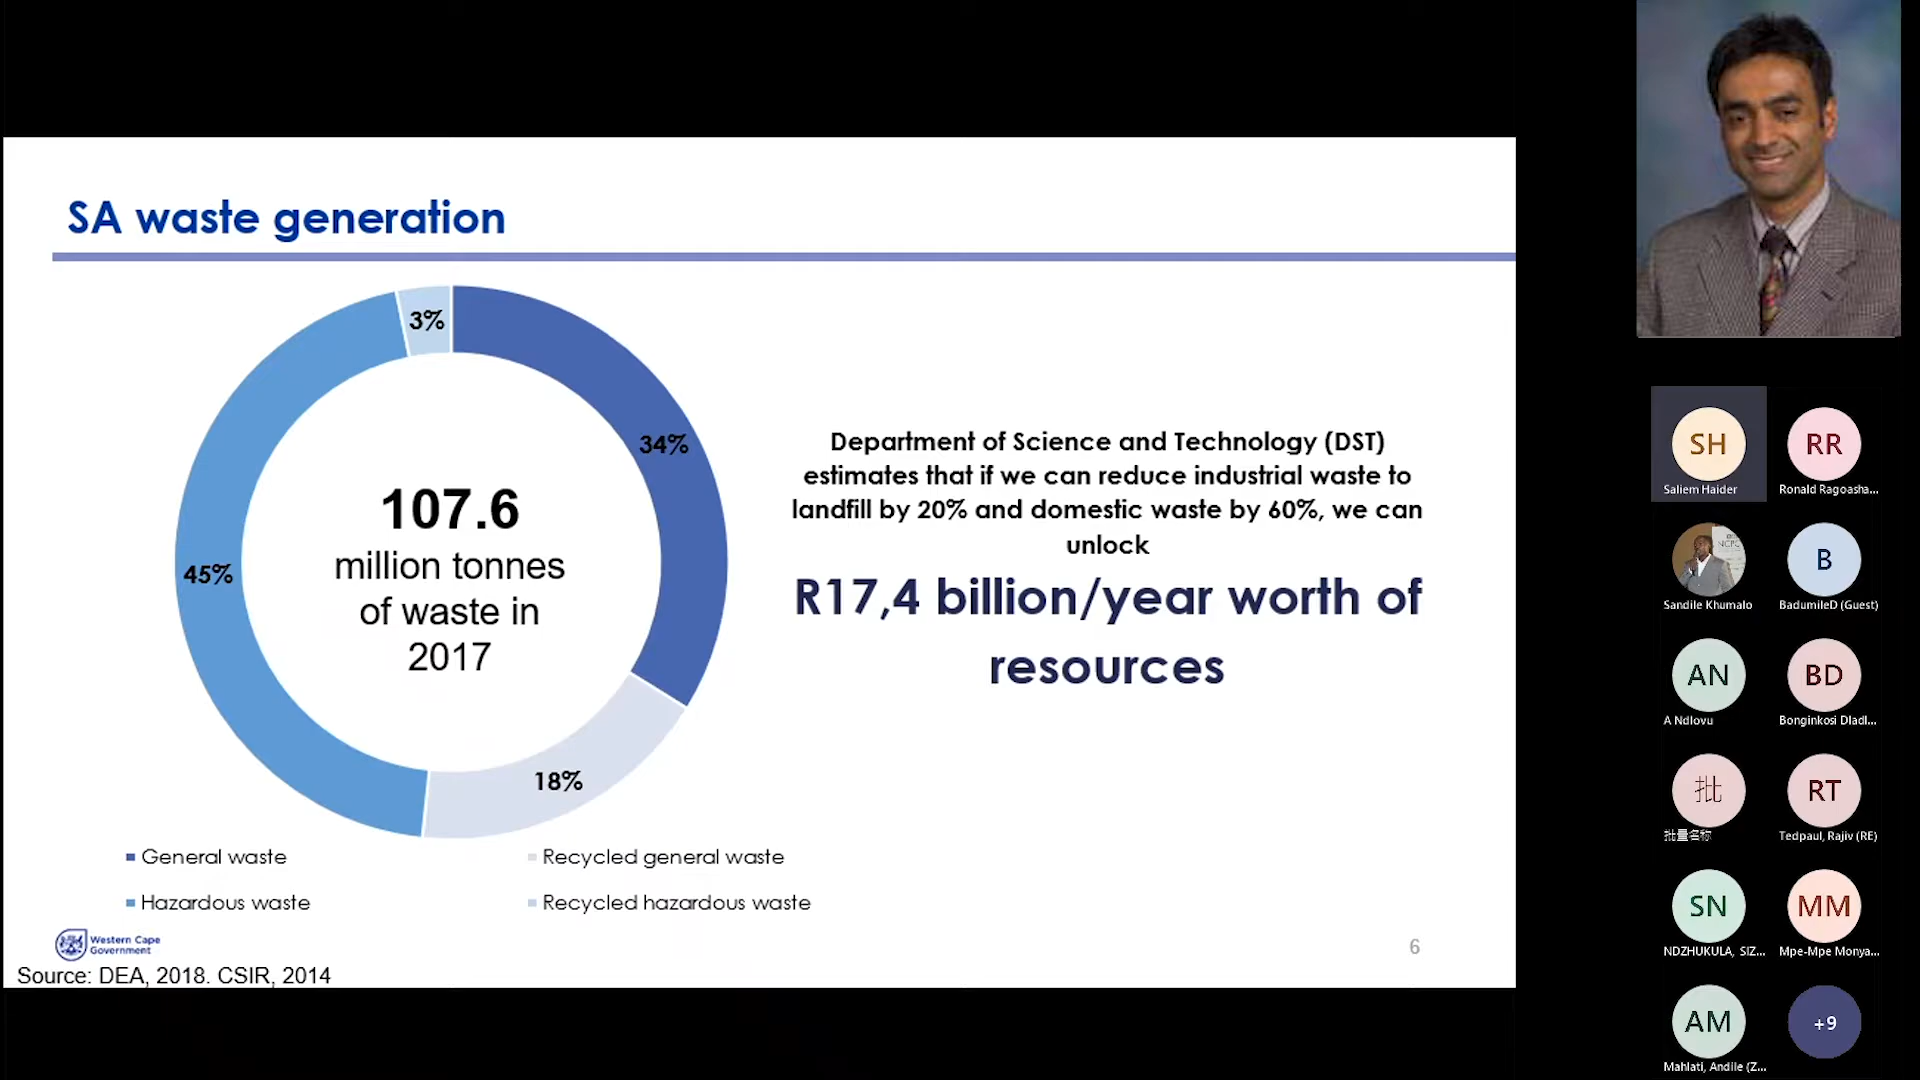 SA waste generation
3%
34%
45%
18%
107.6
million tonnes
of waste in
2017
Department of Science and Technology (DST)
estimates that if we can reduce industrial waste to
landfill by 20% and domestic waste by 60%, we can
unlock
R17,4 billion/year worth of
resources
General waste
Recycled general waste
Hazardous waste
Recycled hazardous waste
Western Cape
Government
6
Source: DEA, 2018. CSIR, 2014
SH
Saliem Haider
RR
Ronald Ragoasha...
Sandile Khumalo
B
BadumileD (Guest)
AN
A Ndlovu
BD
Bonginkosi Dladl...
批
批量名称
RT
Tedpaul, Rajiv (RE)
SN
NDZHUKULA, SIZ...
MM
Mpe-Mpe Monya...
AM
Mahlati, Andile (Z...
+9